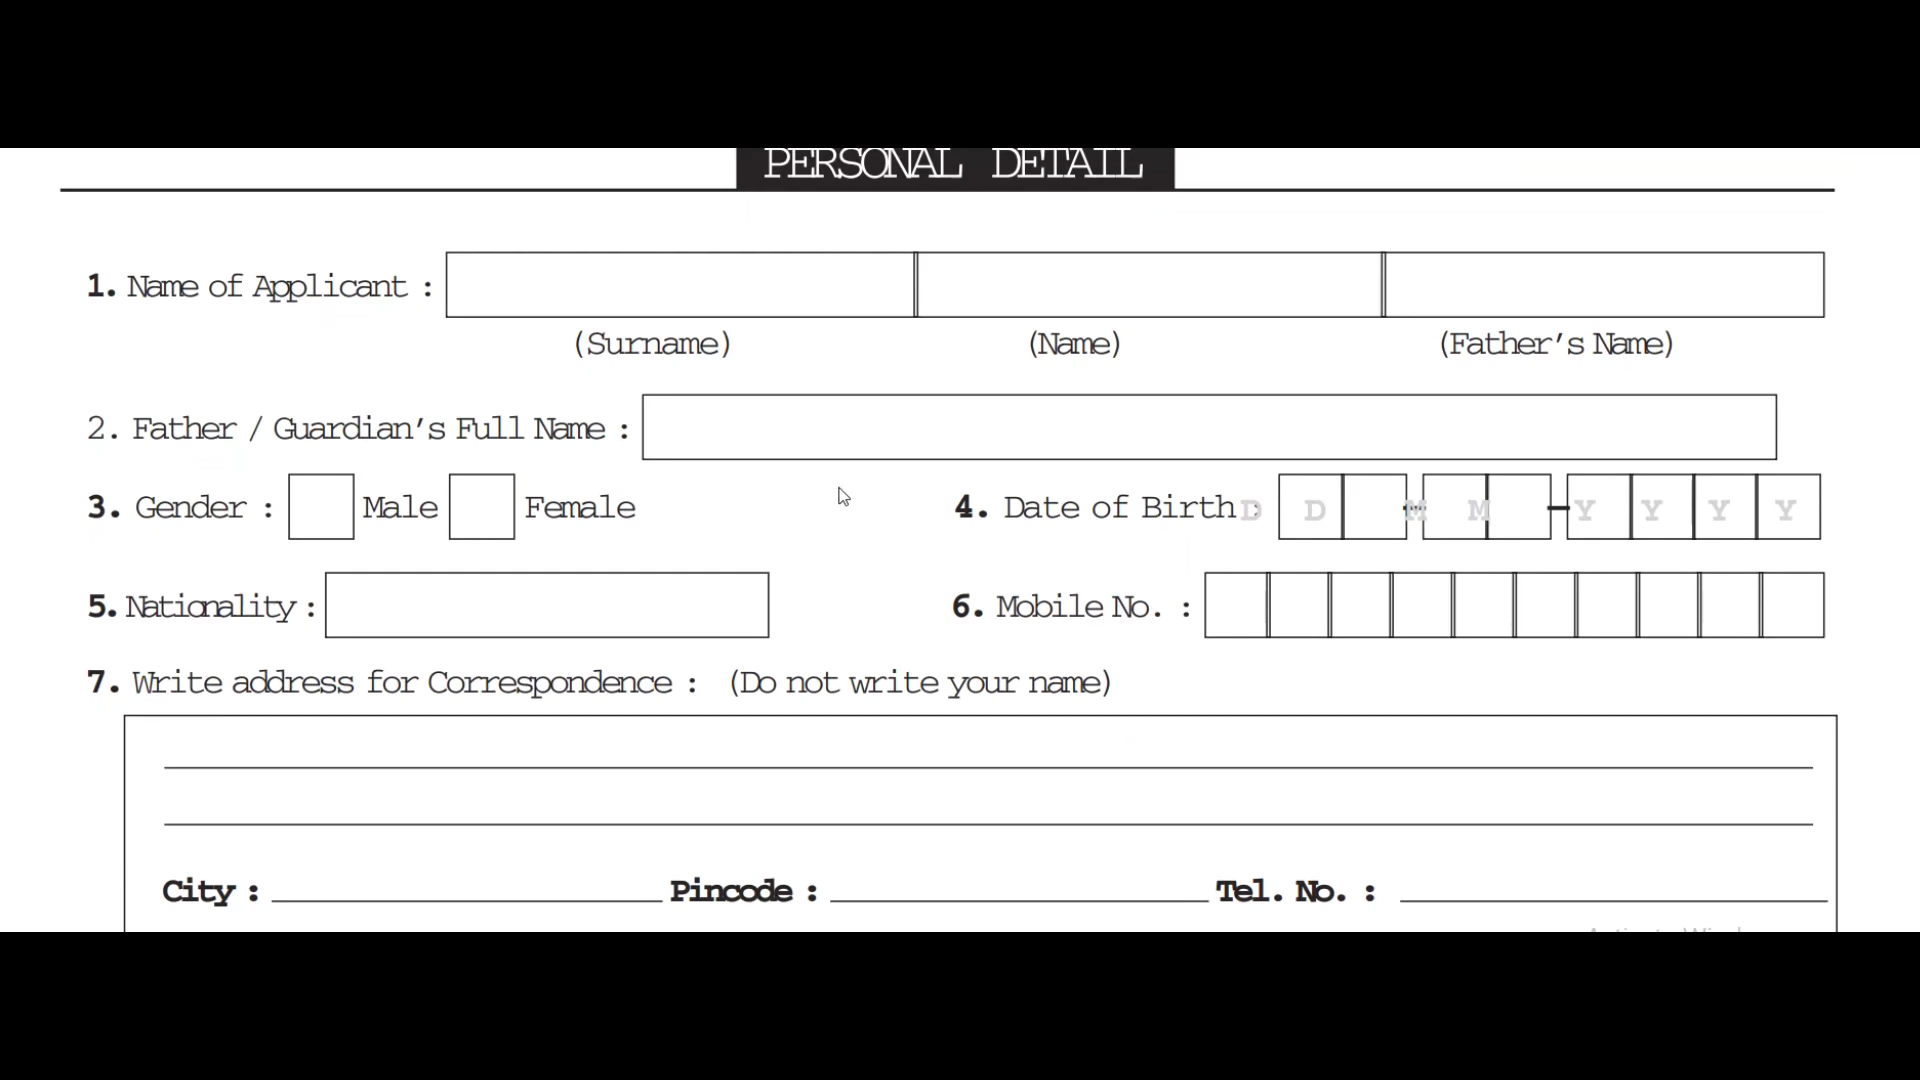 PERSONAL DETAIL
1. Name of Applicant :
(Surname) (Name) (Father's Name)
2. Father / Guardian's Full Name :
3. Gender : Male Female 4. Date of Birth : D D M M Y Y Y Y
5. Nationality : 6. Mobile No. :
7. Write address for Correspondence : (Do not write your name)
City : Pincode : Tel. No. :